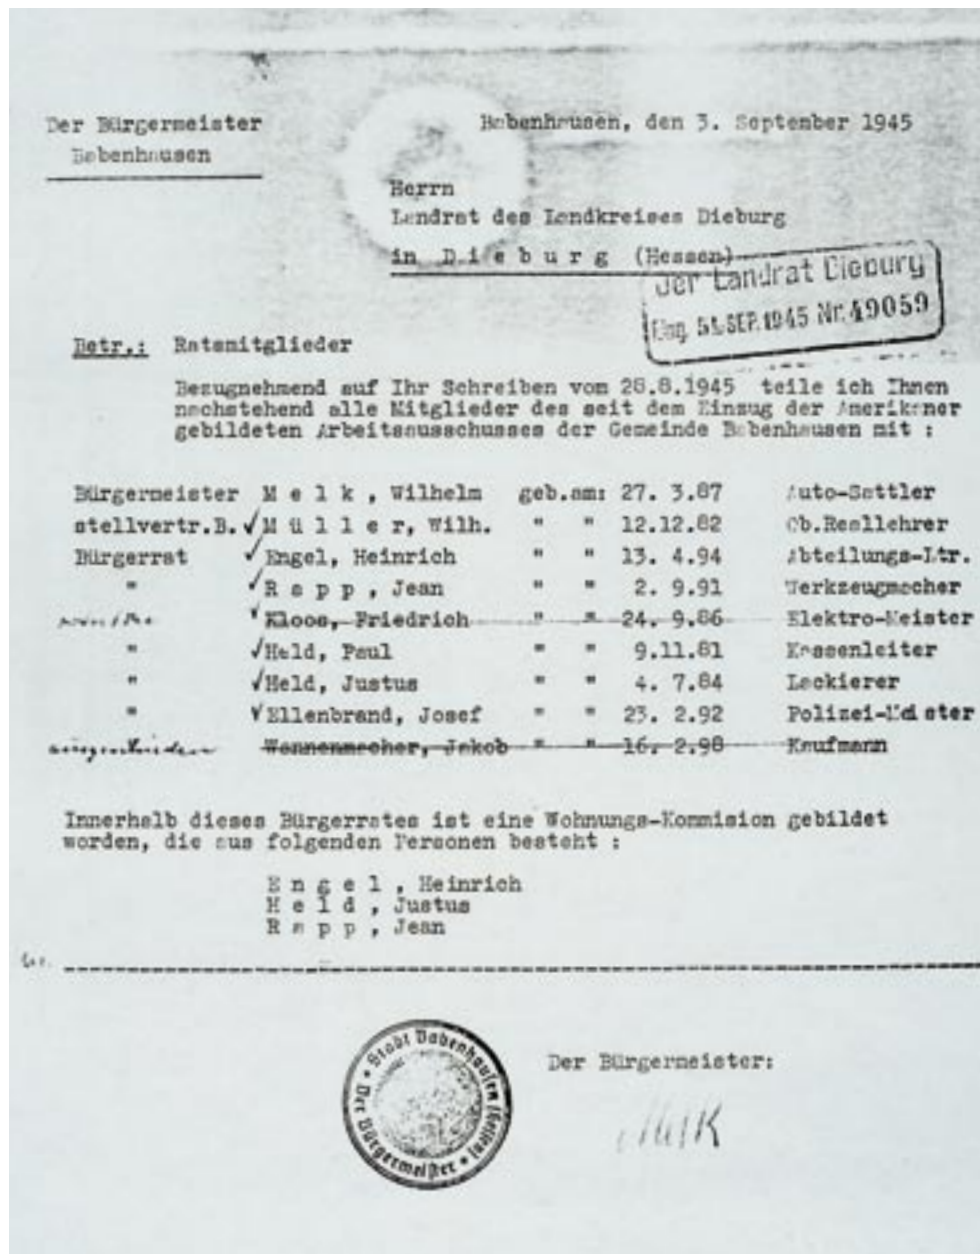 Der Bürgermeister
Babenhausen
Babenhausen, den 3. September 1945
Herrn
Landrat des Landkreises Dieburg
in D i e b u r g (Hessen)
Der Landrat Dieburg
Eing. SEP. 1945 Nr. 49059
Betr.: Ratsmitglieder
Bezugnehmend auf Ihr Schreiben vom 28.8.1945 teile ich Ihnen
nachstehend alle Mitglieder des seit dem Einzug der Amerikaner
gebildeten Arbeitsausschusses der Gemeinde Babenhausen mit :
Bürgermeister M e l k , Wilhelm geb.am: 27. 3.87 Auto-Sattler
stellvertr.B. ✓ M ü l l e r, Wilh. " " 12.12.82 Ob.Reallehrer
Bürgerrat ✓ Engel, Heinrich " " 13. 4.94 Abteilungs-Ltr.
" ✓ R a p p , Jean " " 2. 9.91 Werkzeugmacher
✓ Kloos, Friedrich " " 24. 9.86 Elektro-Meister
" ✓ Held, Paul " " 9.11.81 Kassenleiter
" ✓ Held, Justus " " 4. 7.84 Lackierer
" ✓ Ellenbrand, Josef " " 23. 2.92 Polizei-Meister
ausgeschieden Wannenmacher, Jakob " " 16. 2.98 Kaufmann
Innerhalb dieses Bürgerrates ist eine Wohnungs-Kommision gebildet
worden, die aus folgenden Personen besteht :
E n g e l , Heinrich
H e l d , Justus
R a p p , Jean
Stadt Babenhausen (Hessen) • Der Bürgermeister •
Der Bürgermeister:
Melk